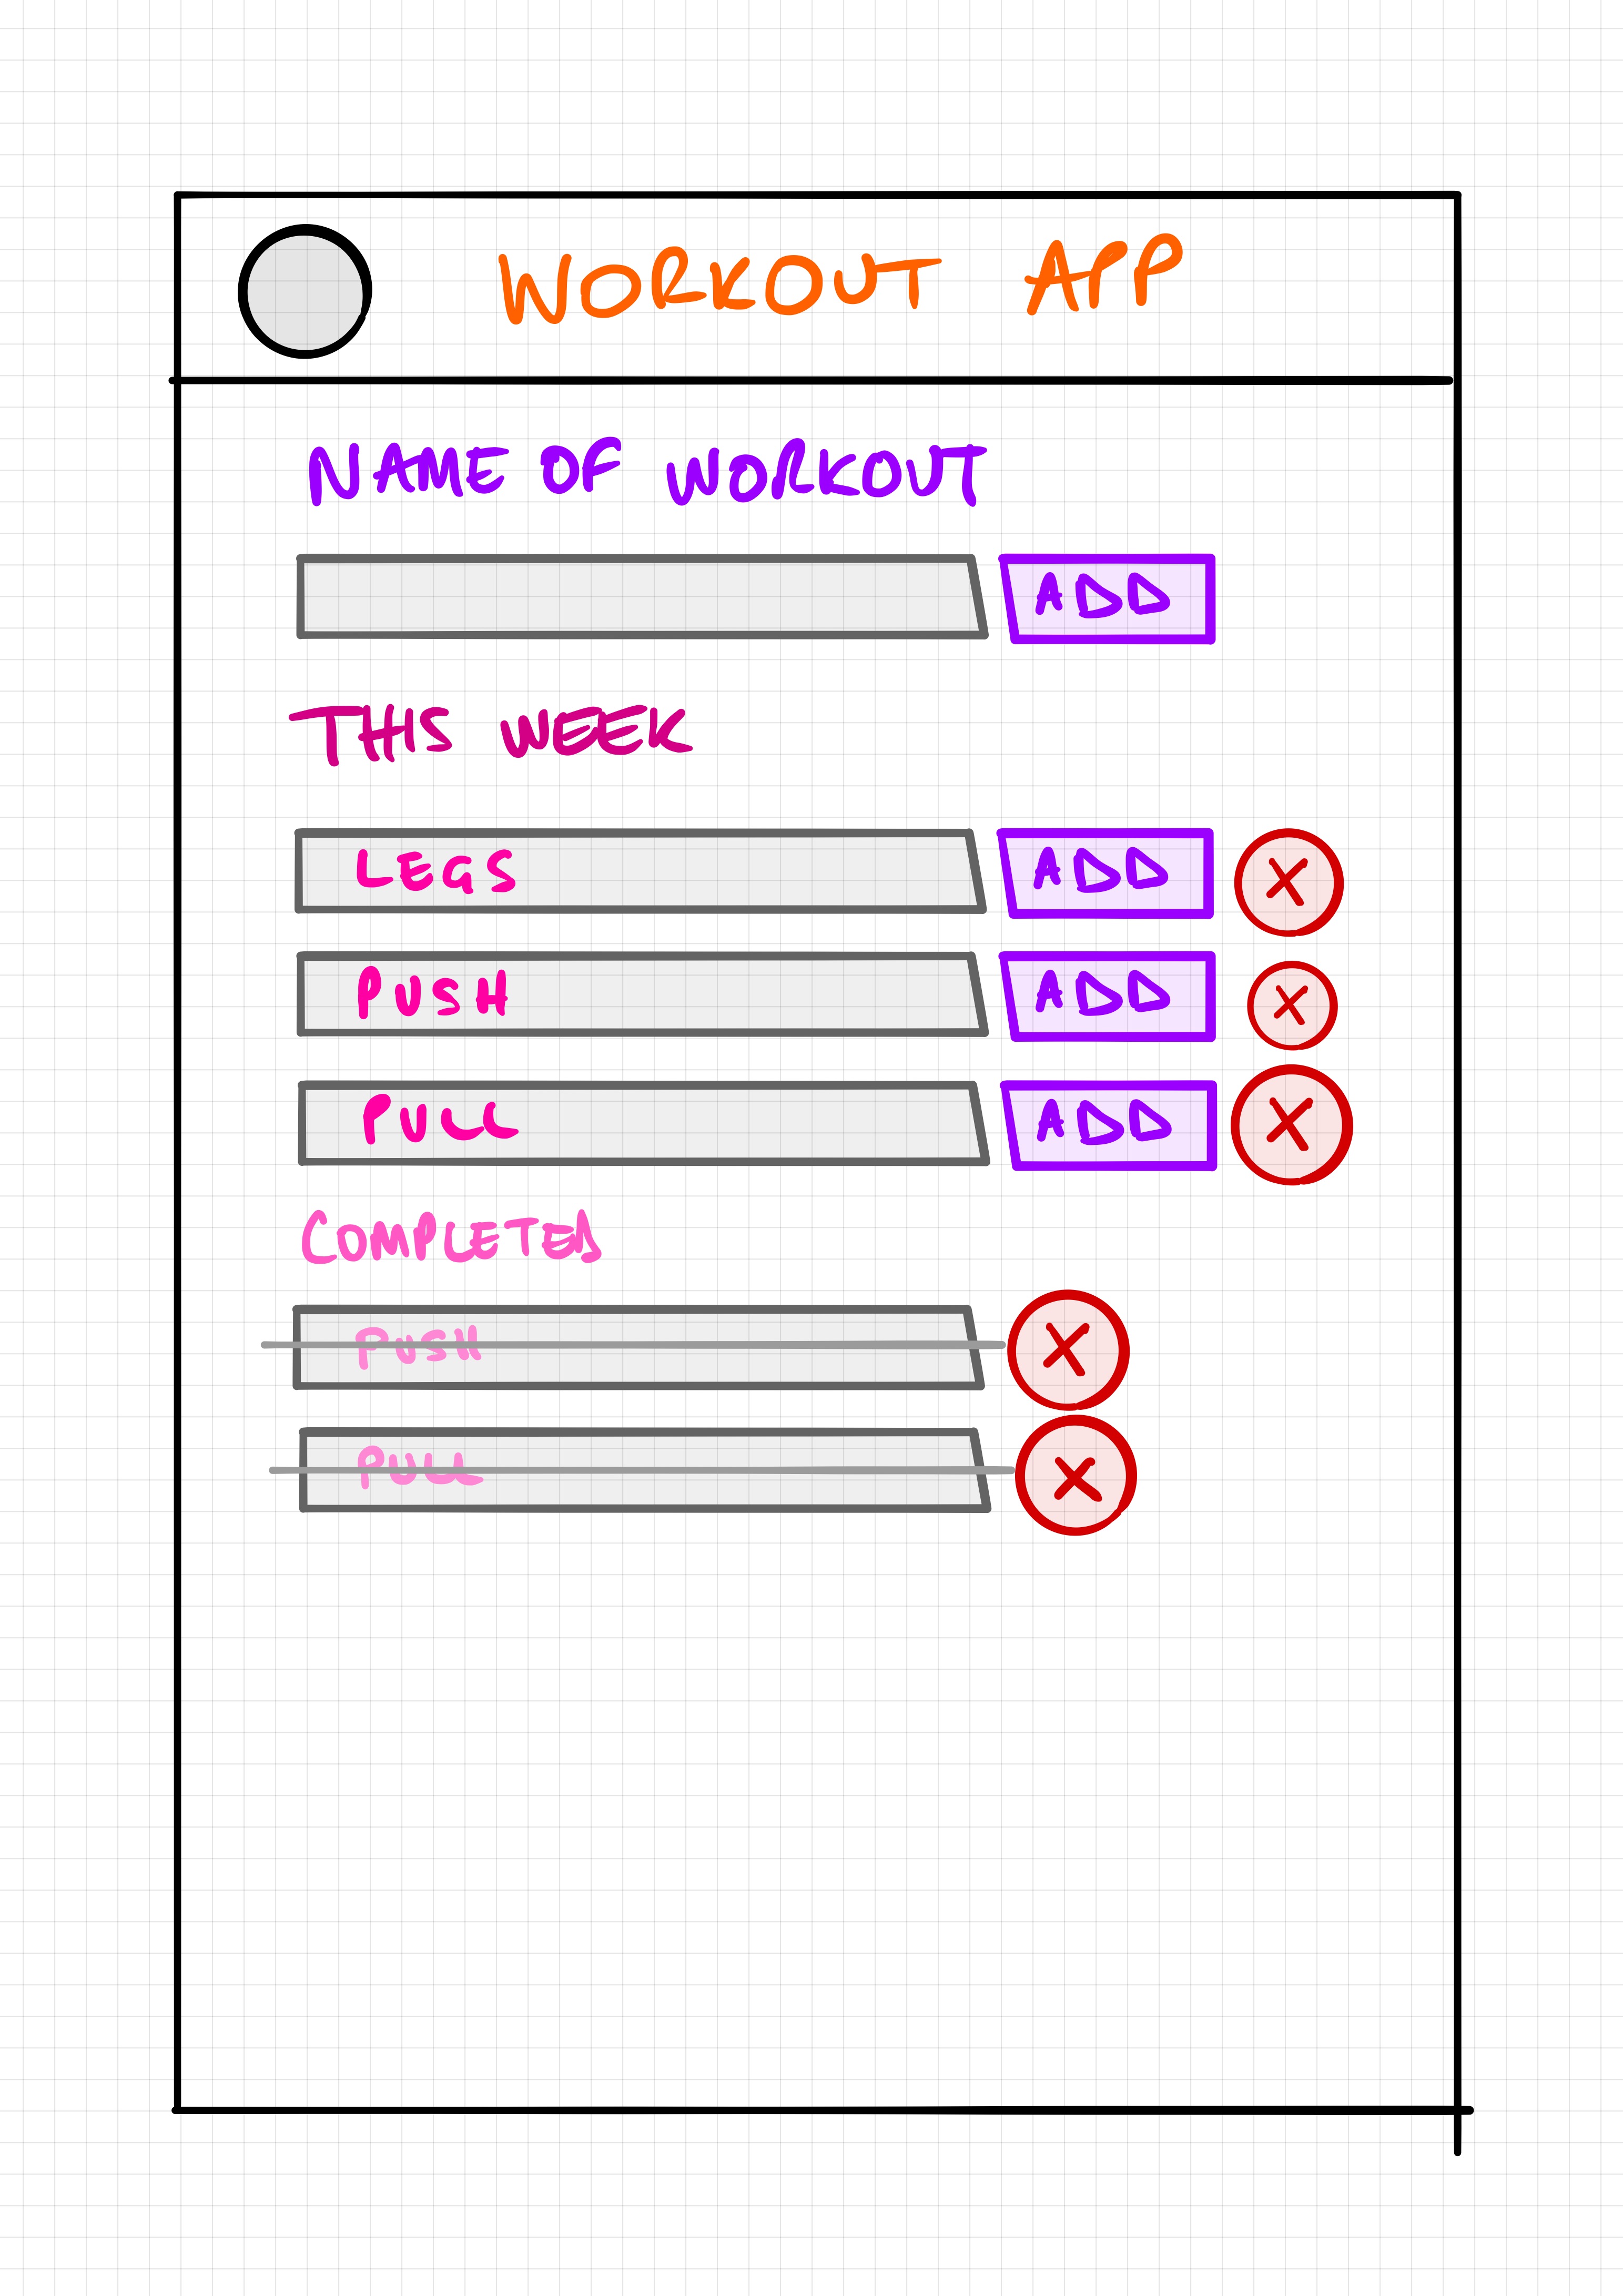 WORKOUT APP
NAME OF WORKOUT
ADD
THIS WEEK
LEGS ADD X
PUSH ADD X
PULL ADD X
COMPLETED
PUSH X
PULL X